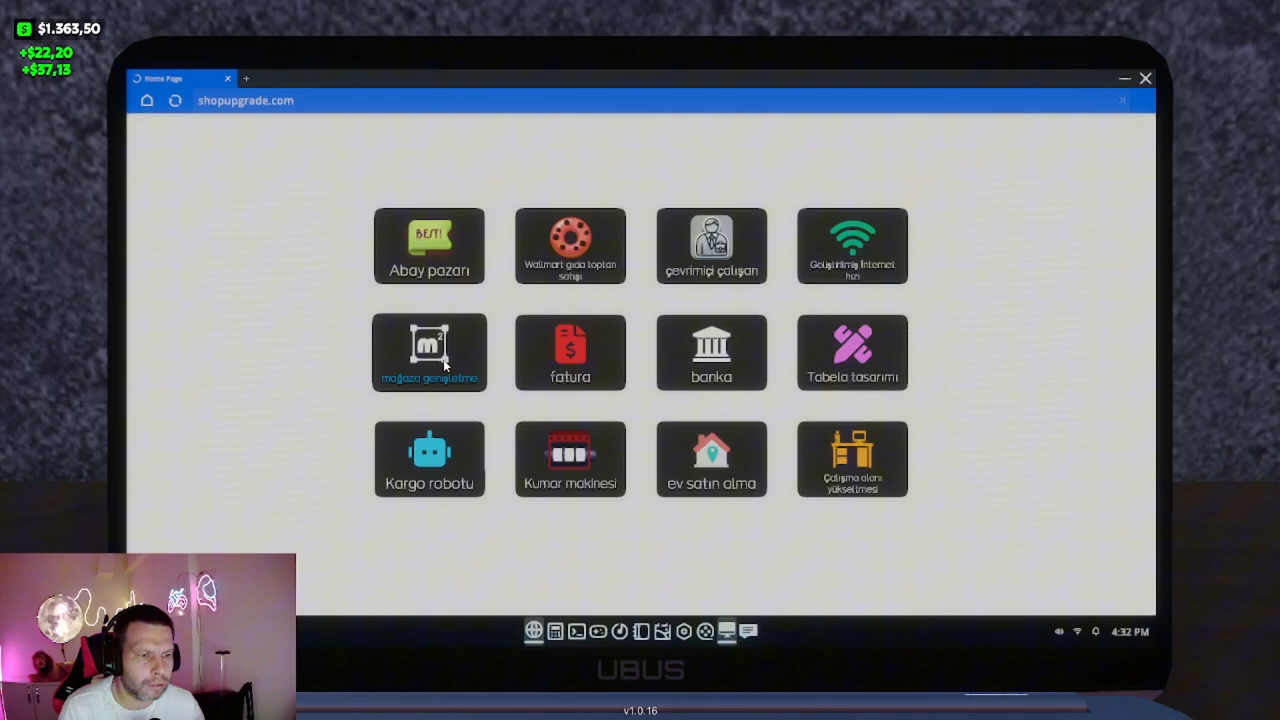 $1.363,50
+$22,20
+$37,13
Home Page
shopupgrade.com
BEST!
Abay pazarı
Wallmart gıda toptan
satışı
çevrimiçi çalışan
Geliştirilmiş İnternet
hızı
m²
mağaza genişletme
fatura
banka
Tabela tasarımı
Kargo robotu
Kumar makinesi
ev satın alma
Çalışma alanı
yükseltmesi
4:32 PM
UBUS
v1.0.16